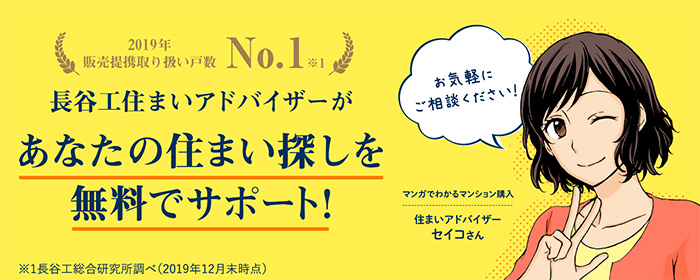 2019年
販売提携取り扱い戸数
No.1※1
長谷工住まいアドバイザーが
あなたの住まい探しを
無料でサポート!
※1長谷工総合研究所調べ(2019年12月末時点)
お気軽に
ご相談ください!
マンガでわかるマンション購入
住まいアドバイザー
セイコさん